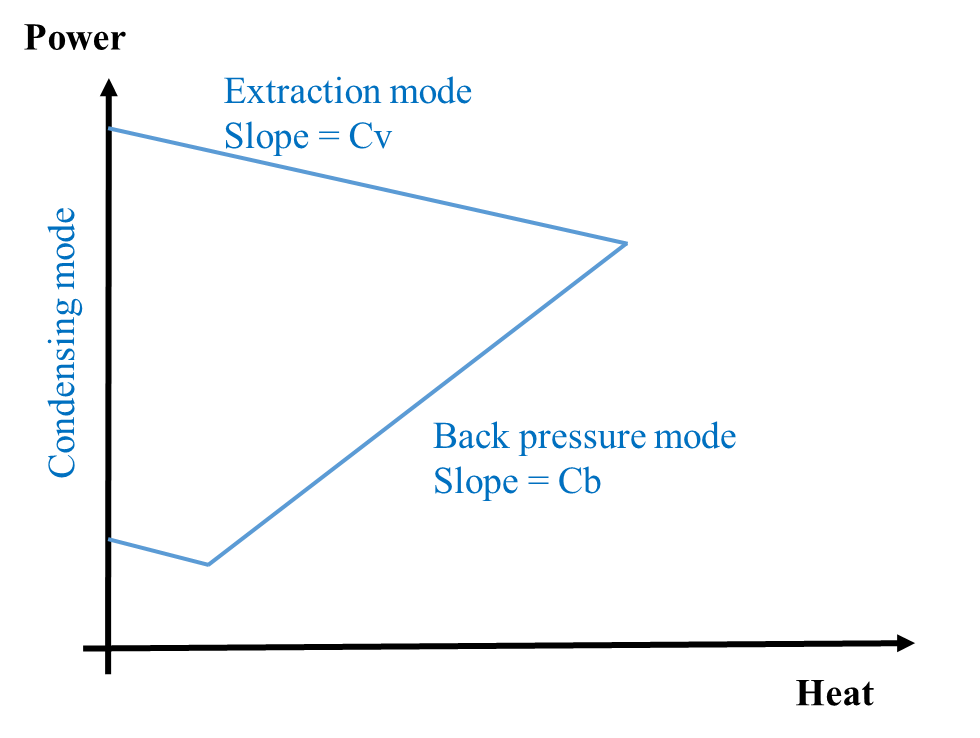 Power
Extraction mode
Slope = Cv
Condensing mode
Back pressure mode
Slope = Cb
Heat